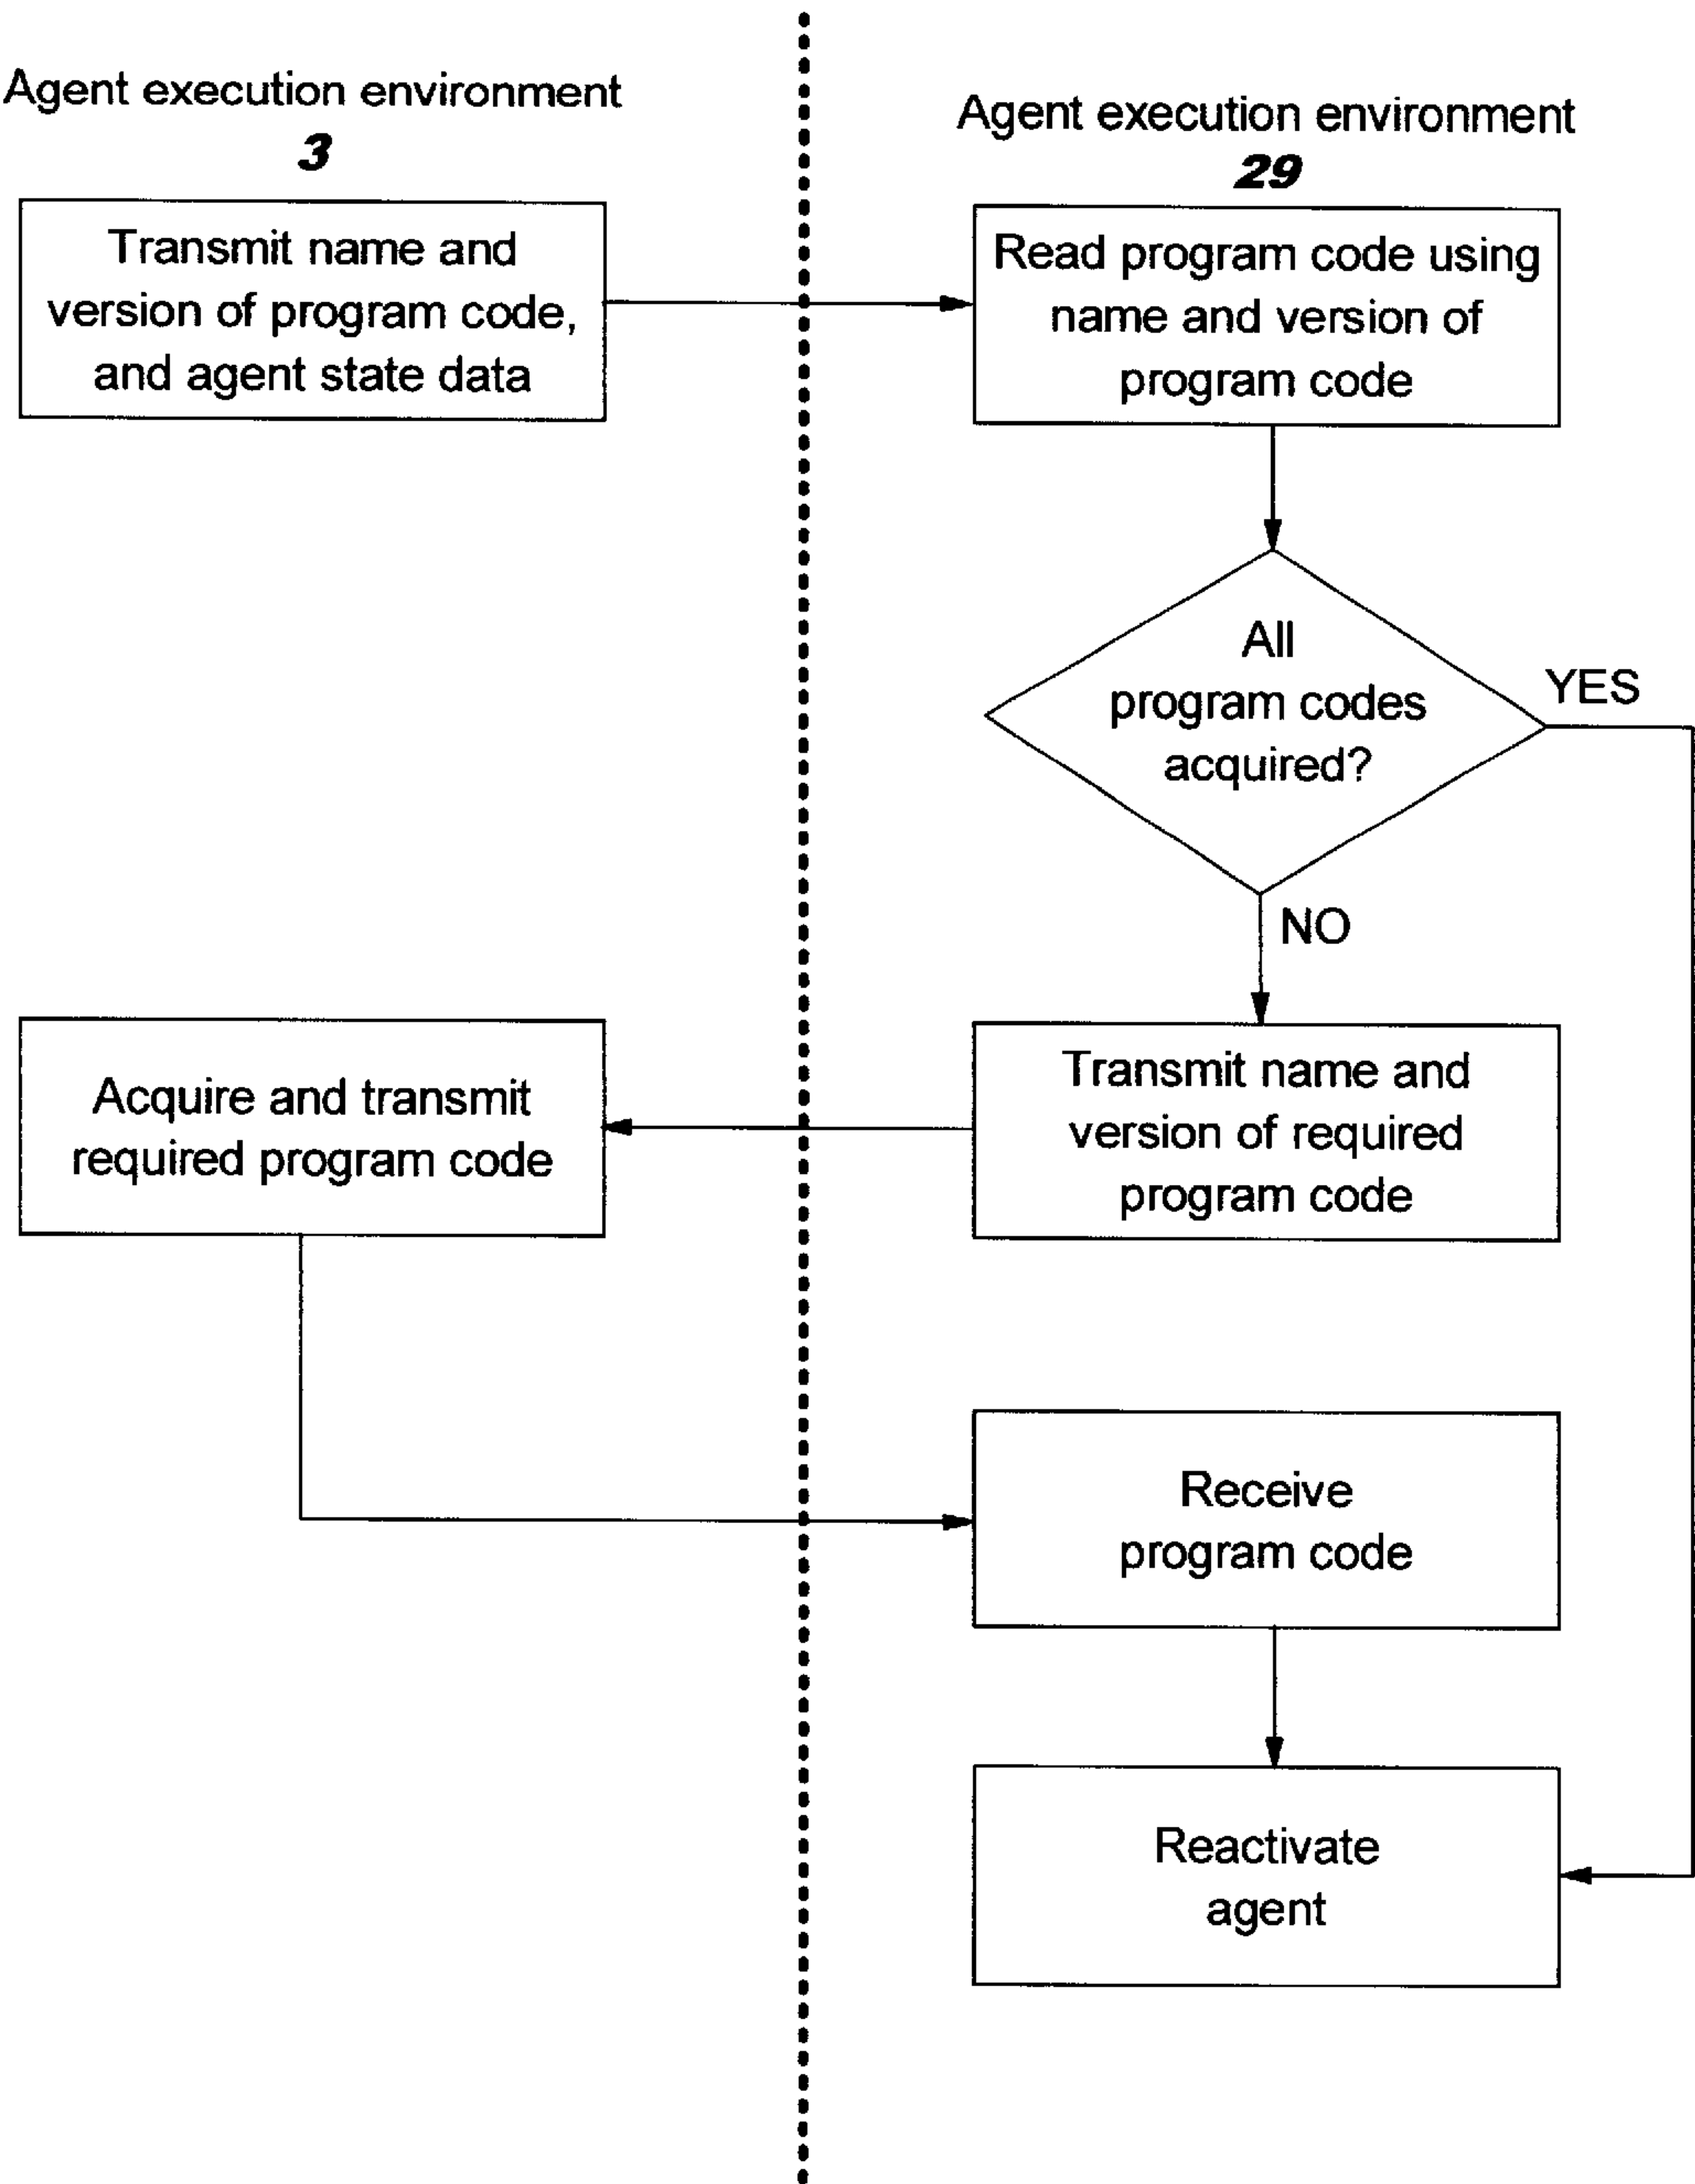 Agent execution environment
3
Agent execution environment
29
Transmit name and
version of program code,
and agent state data
Read program code using
name and version of
program code
All
program codes
acquired?
YES
NO
Transmit name and
version of required
program code
Acquire and transmit
required program code
Receive
program code
Reactivate
agent